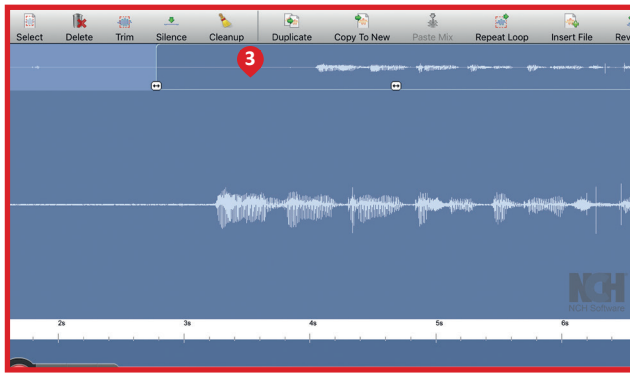 Select Delete Trim Silence Cleanup Duplicate Copy To New Paste Mix Repeat Loop Insert File Rev
3
NCH
NCH Software
2s 3s 4s 5s 6s